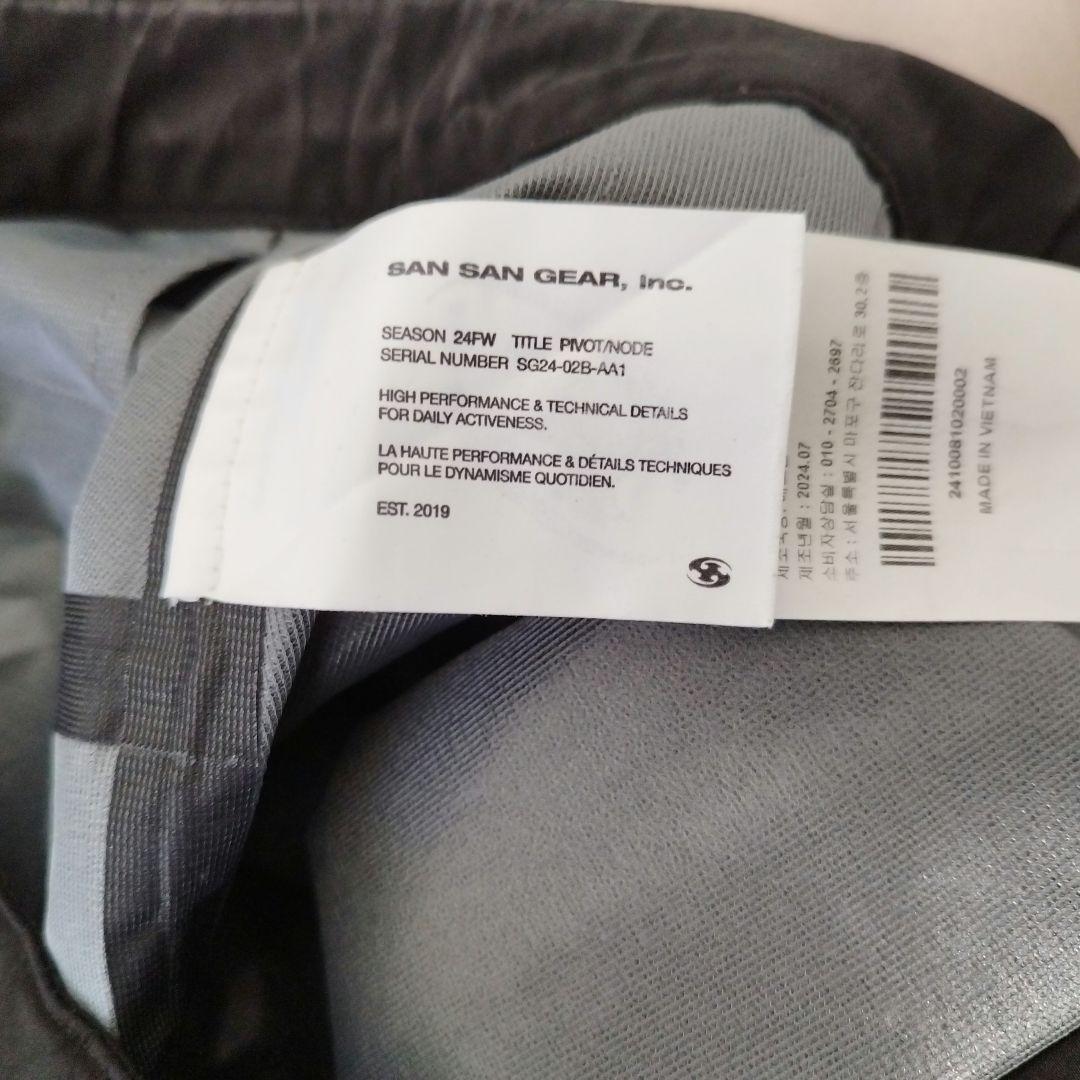 SAN SAN GEAR, Inc.
SEASON 24FW TITLE PIVOT/NODE
SERIAL NUMBER SG24-02B-AA1
HIGH PERFORMANCE & TECHNICAL DETAILS
FOR DAILY ACTIVENESS.
LA HAUTE PERFORMANCE & DÉTAILS TECHNIQUES
POUR LE DYNAMISME QUOTIDIEN.
EST. 2019
제조년월 : 2024.07
소비자상담실 : 010 - 2704 - 2697
주소 : 서울특별시 마포구 잔다리로 30, 2층
2410081020002
MADE IN VIETNAM